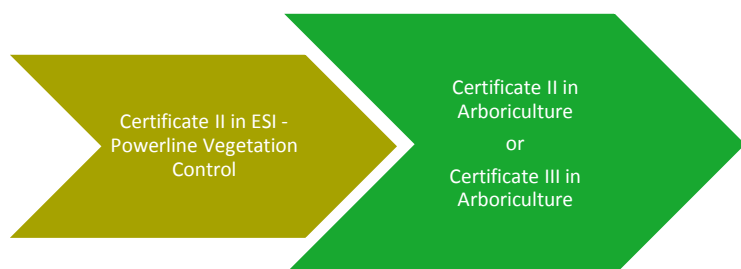 Certificate II in ESI -
Powerline Vegetation
Control
Certificate II in
Arboriculture
or
Certificate III in
Arboriculture